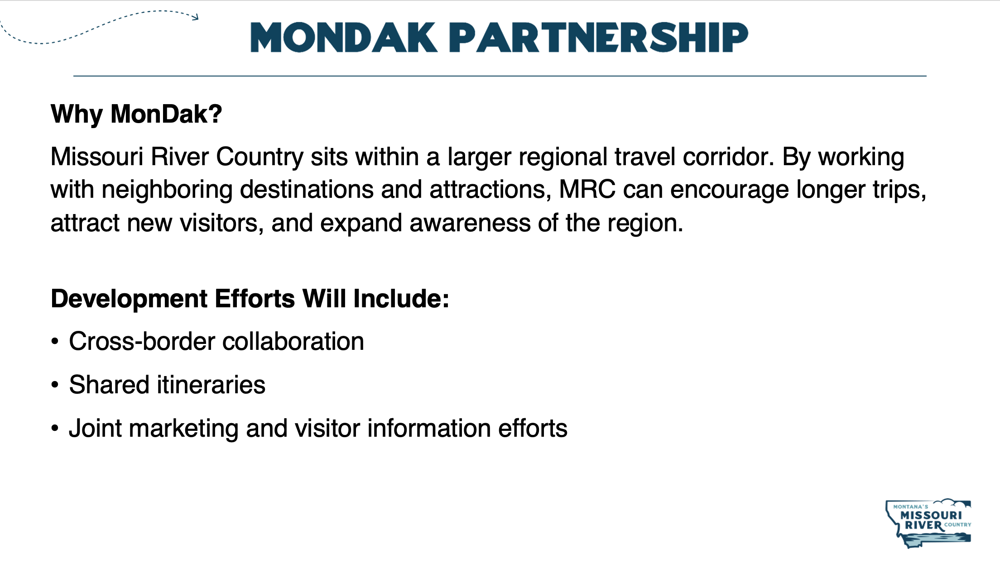 MONDAK PARTNERSHIP
Why MonDak?
Missouri River Country sits within a larger regional travel corridor. By working
with neighboring destinations and attractions, MRC can encourage longer trips,
attract new visitors, and expand awareness of the region.
Development Efforts Will Include:
• Cross-border collaboration
• Shared itineraries
• Joint marketing and visitor information efforts
MONTANA'S
MISSOURI
RIVER COUNTRY